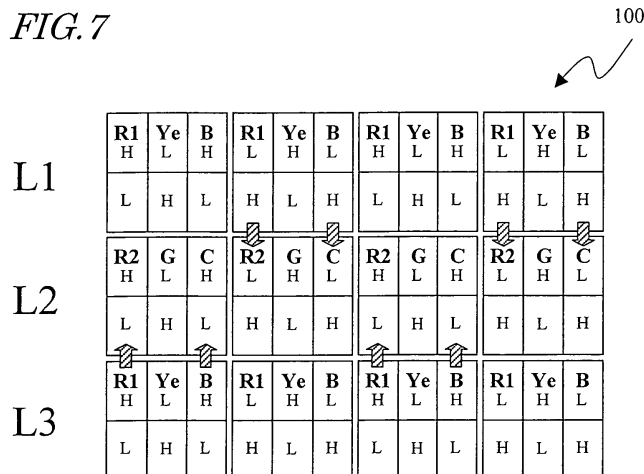 FIG. 7
100
R1 Ye B R1 Ye B R1 Ye B R1 Ye B
H L H L H L H L H L H L
L1
L H L H L H L H L H L H
R2 G C R2 G C R2 G C R2 G C
H L H L H L H L H L H L
L2
L H L H L H L H L H L H
R1 Ye B R1 Ye B R1 Ye B R1 Ye B
H L H L H L H L H L H L
L3
L H L H L H L H L H L H